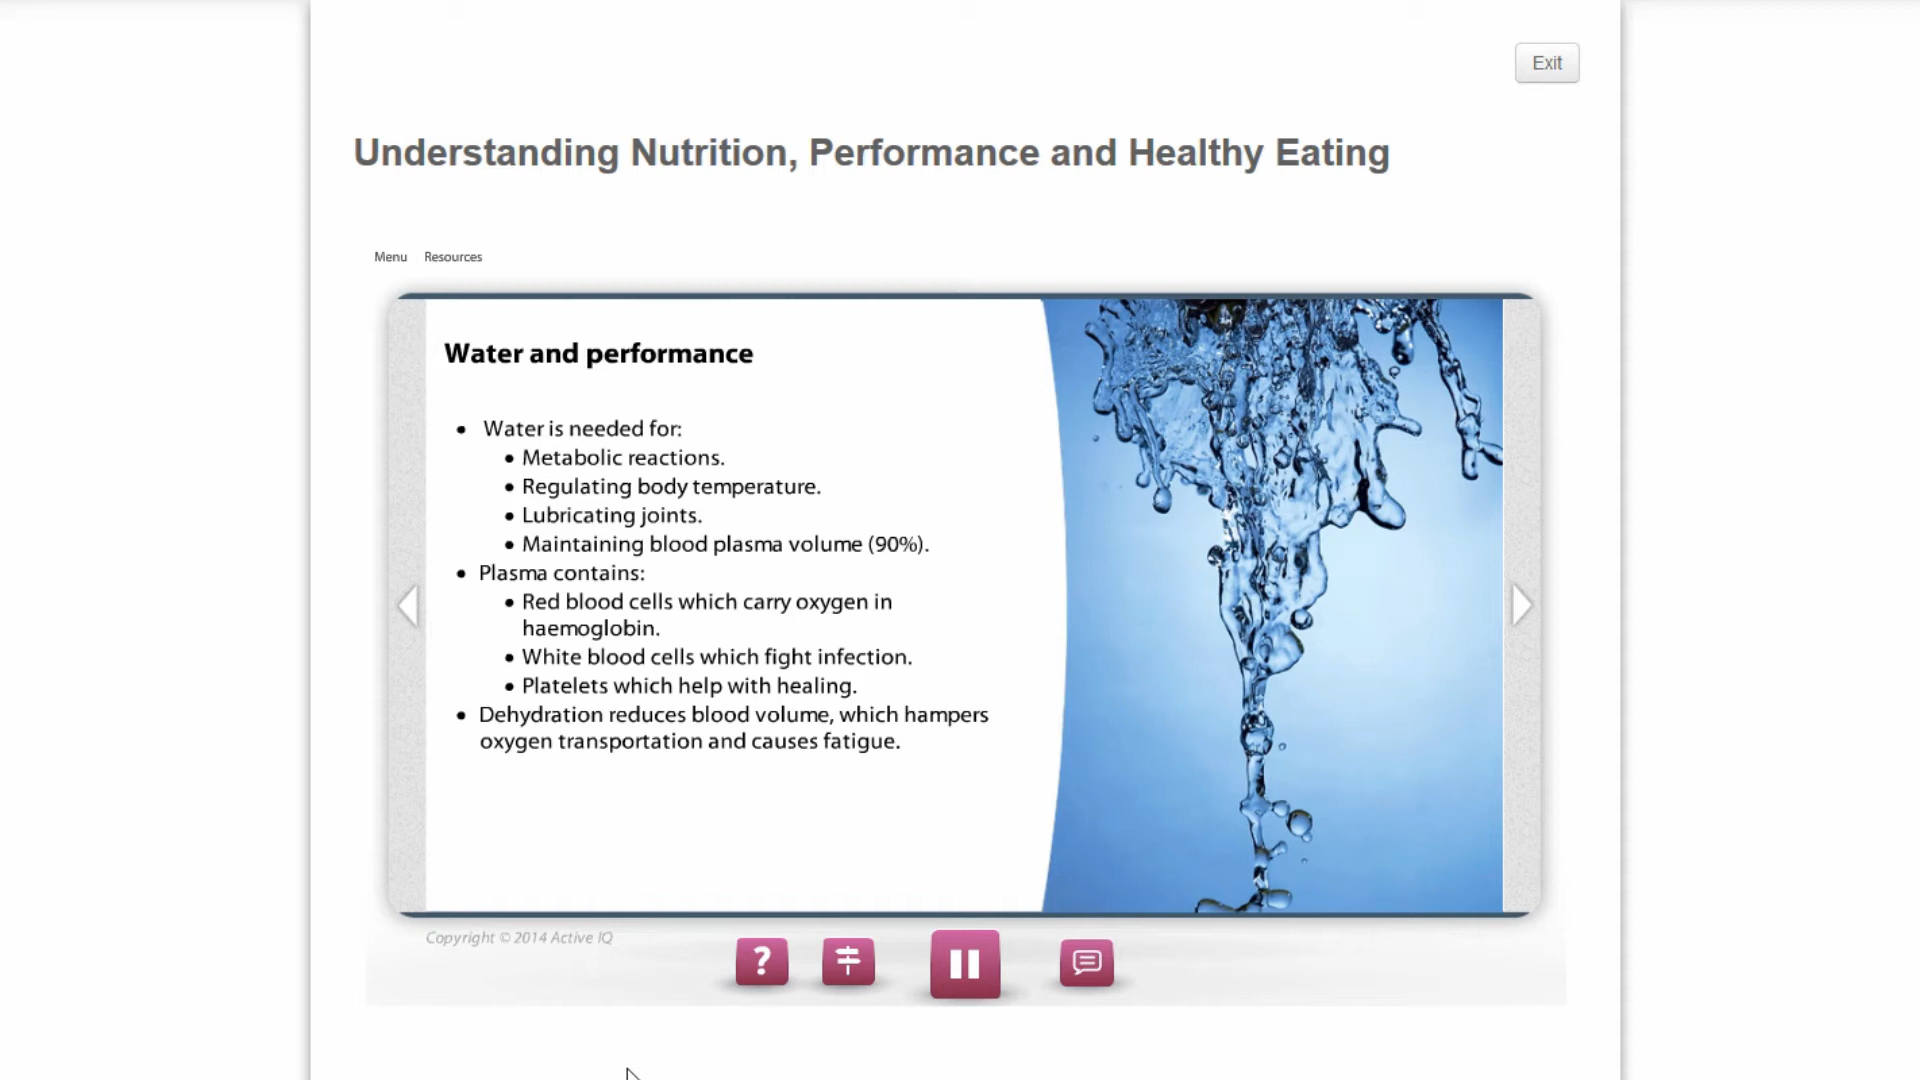 Exit
Understanding Nutrition, Performance and Healthy Eating
Menu Resources
Water and performance
• Water is needed for:
• Metabolic reactions.
• Regulating body temperature.
• Lubricating joints.
• Maintaining blood plasma volume (90%).
• Plasma contains:
• Red blood cells which carry oxygen in
haemoglobin.
• White blood cells which fight infection.
• Platelets which help with healing.
• Dehydration reduces blood volume, which hampers
oxygen transportation and causes fatigue.
Copyright © 2014 Active IQ
?